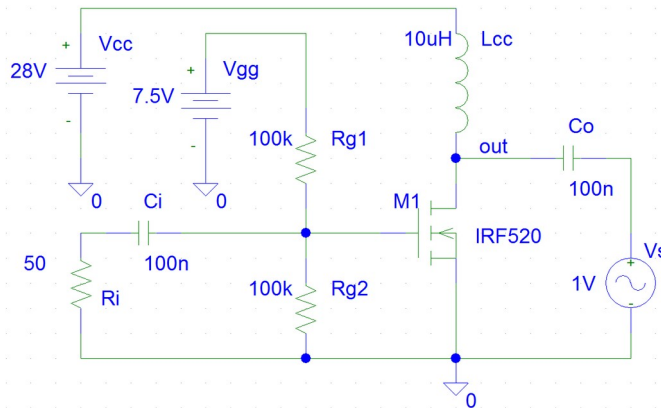 +
Vcc
28V
-
0
+
Vgg
7.5V
-
0
10uH
Lcc
100k
Rg1
out
Co
100n
M1
IRF520
Ci
100n
50
Ri
100k
Rg2
Vs
1V
+
-
0